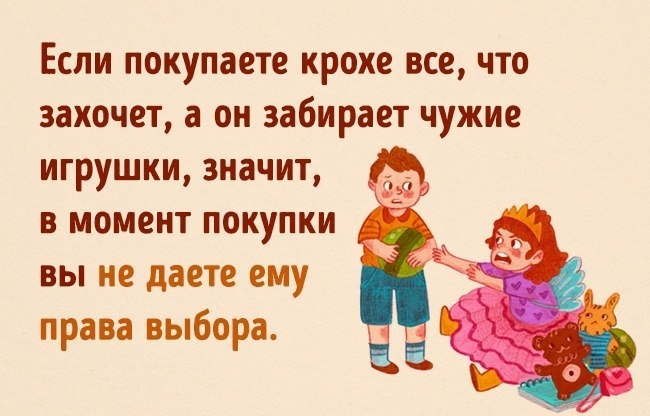 Если покупаете крохе все, что
захочет, а он забирает чужие
игрушки, значит,
в момент покупки
вы не даете ему
права выбора.